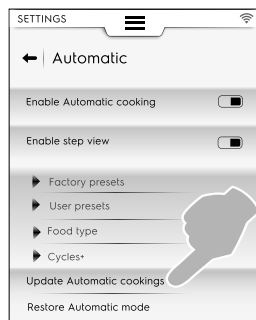 SETTINGS
Automatic
Enable Automatic cooking
Enable step view
Factory presets
User presets
Food type
Cycles+
Update Automatic cookings
Restore Automatic mode